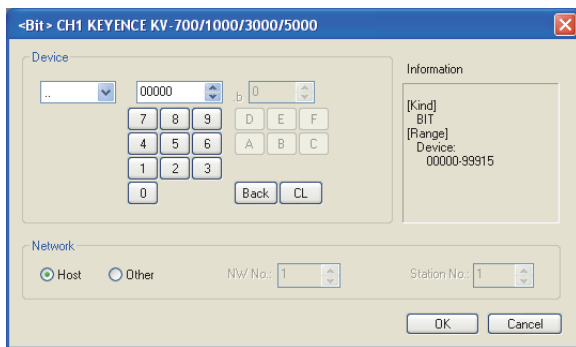 <Bit> CH1 KEYENCE KV-700/1000/3000/5000
Device
.. 00000 .b 0
7 8 9 D E F
4 5 6 A B C
1 2 3
0 Back CL
Information
[Kind]
BIT
[Range]
Device:
00000-99915
Network
Host Other NW No.: 1 Station No.: 1
OK Cancel